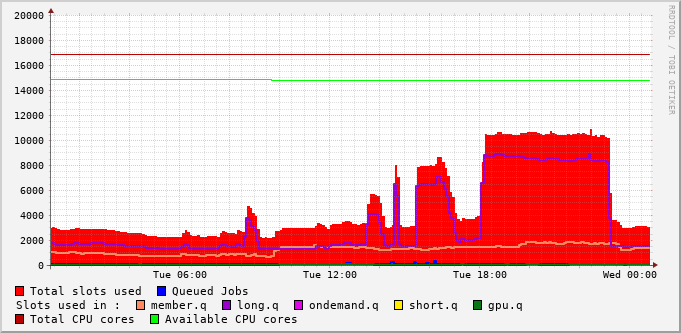 RRDTOOL / TOBI OETIKER
20000
18000
16000
14000
12000
10000
8000
6000
4000
2000
0
Tue 06:00 Tue 12:00 Tue 18:00 Wed 00:00
Total slots used Queued Jobs
Slots used in : member.q long.q ondemand.q short.q gpu.q
Total CPU cores Available CPU cores